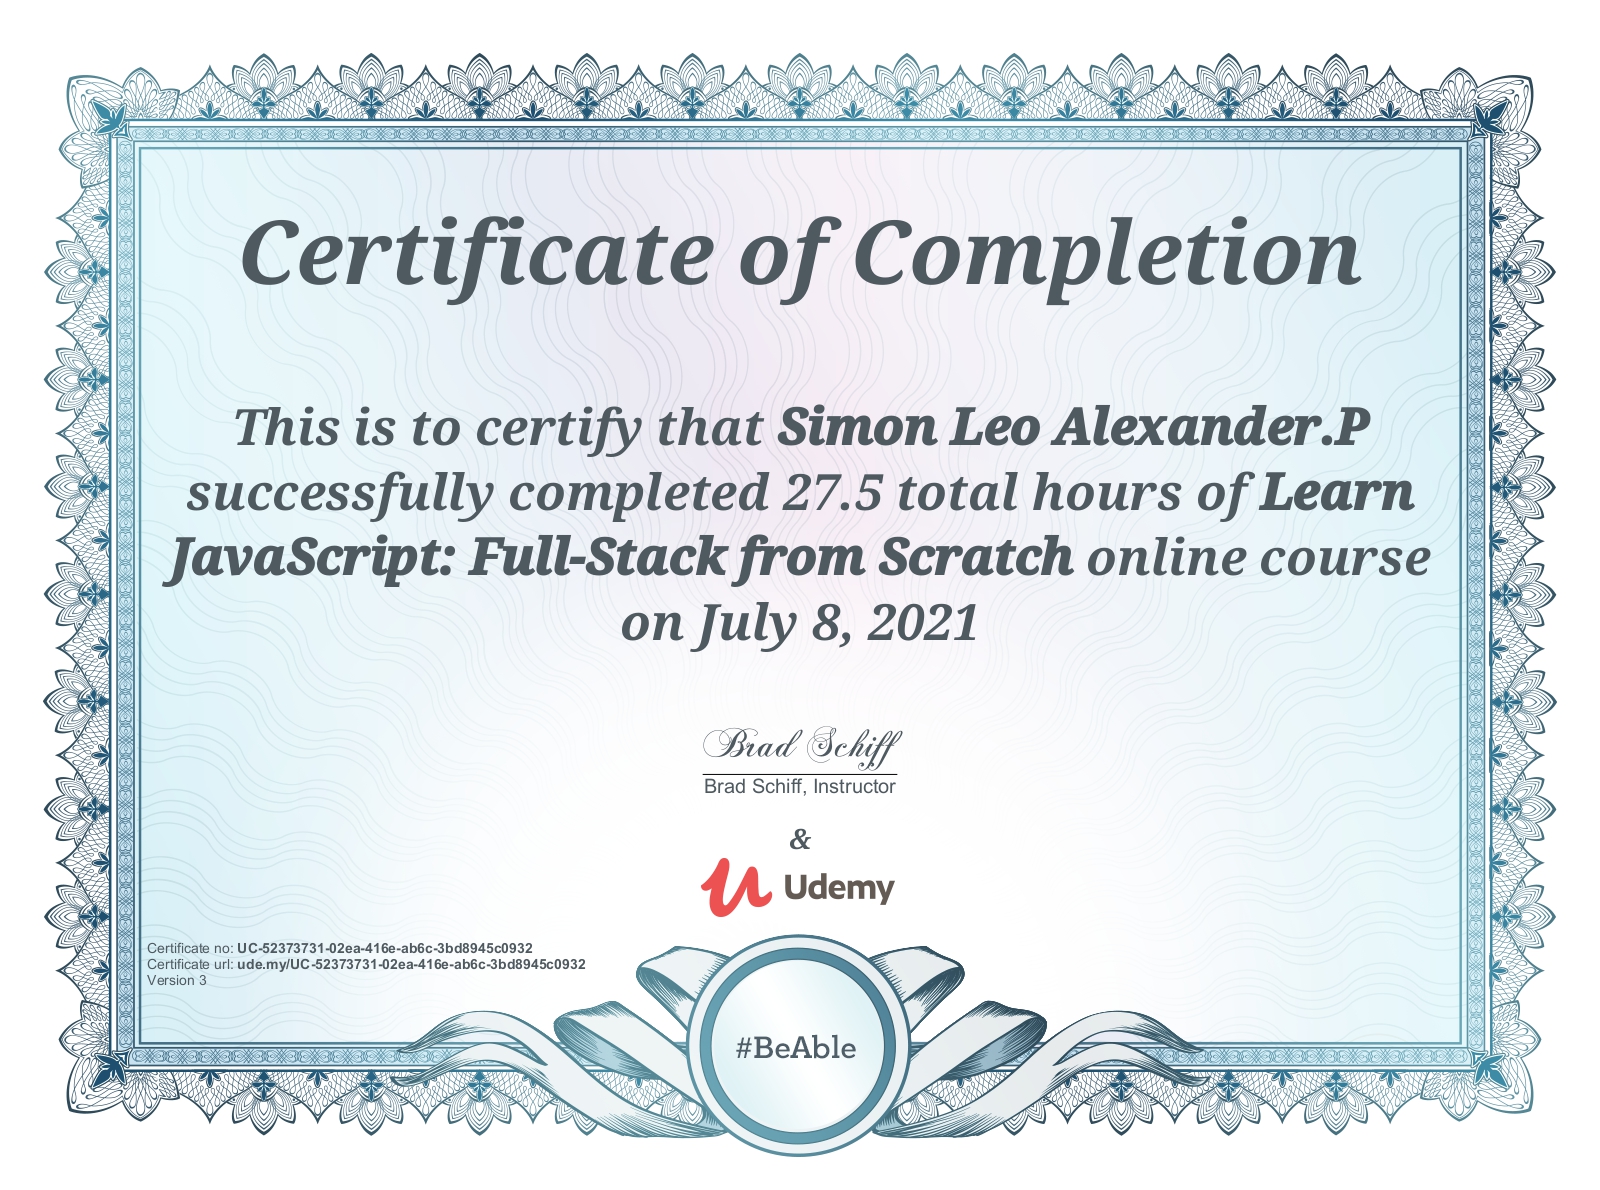 Certificate of Completion
This is to certify that Simon Leo Alexander.P
successfully completed 27.5 total hours of Learn
JavaScript: Full-Stack from Scratch online course
on July 8, 2021
Brad Schiff
Brad Schiff, Instructor
&
Udemy
Certificate no: UC-52373731-02ea-416e-ab6c-3bd8945c0932
Certificate url: ude.my/UC-52373731-02ea-416e-ab6c-3bd8945c0932
Version 3
#BeAble